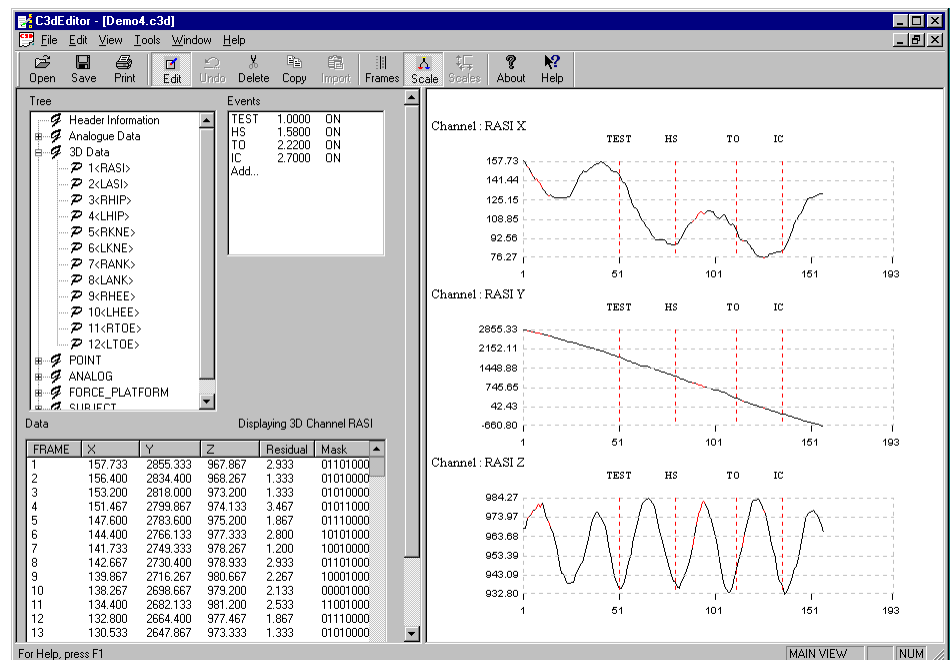 C3dEditor - [Demo4.c3d]
File Edit View Tools Window Help
Open Save Print Edit Undo Delete Copy Import Frames Scale Scales About Help
Tree
Header Information
Analogue Data
3D Data
1<RASI>
2<LASI>
3<RHIP>
4<LHIP>
5<RKNE>
6<LKNE>
7<RANK>
8<LANK>
9<RHEE>
10<LHEE>
11<RTOE>
12<LTOE>
POINT
ANALOG
FORCE_PLATFORM
SUBJECT
Events
TEST 1.0000 ON
HS 1.5800 ON
TO 2.2200 ON
IC 2.7000 ON
Add...
Data Displaying 3D Channel RASI
FRAME X Y Z Residual Mask
1 157.733 2855.333 967.867 2.933 01101000
2 156.400 2834.400 968.267 1.333 01010000
3 153.200 2818.000 973.200 1.333 01010000
4 151.467 2799.867 974.133 3.467 01011000
5 147.600 2783.600 975.200 1.867 01110000
6 144.400 2766.133 977.333 2.800 10101000
7 141.733 2749.333 978.267 1.200 10010000
8 142.667 2730.400 978.933 2.933 01101000
9 139.867 2716.267 980.667 2.267 10001000
10 138.267 2698.667 979.200 2.133 00001000
11 134.400 2682.133 981.200 2.533 11001000
12 132.800 2664.400 977.467 1.867 01110000
13 130.533 2647.867 973.333 1.333 01010000
Channel : RASI X
TEST HS TO IC
157.73
141.44
125.15
108.85
92.56
76.27
1 51 101 151 193
Channel : RASI Y
TEST HS TO IC
2855.33
2152.11
1448.88
745.65
42.43
-660.80
1 51 101 151 193
Channel : RASI Z
TEST HS TO IC
984.27
973.97
963.68
953.39
943.09
932.80
1 51 101 151 193
For Help, press F1 MAIN VIEW NUM